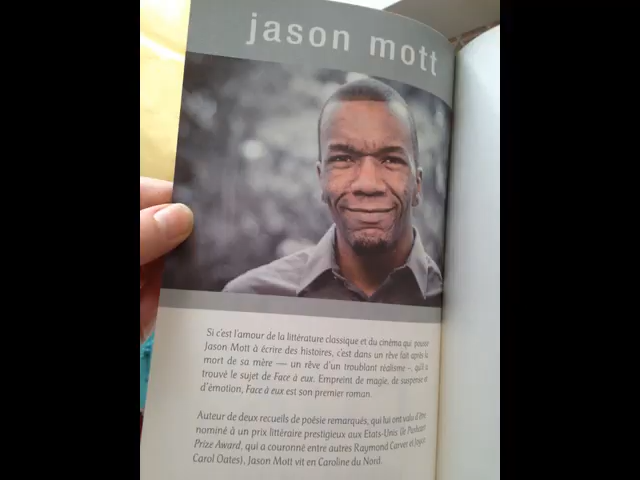 jason mott
Si c'est l'amour de la littérature classique et du cinéma qui pousse
Jason Mott à écrire des histoires, c'est dans un rêve fait après la
mort de sa mère — un rêve d'un troublant réalisme –, qu'il a
trouvé le sujet de Face à eux. Empreint de magie, de suspense et
d'émotion, Face à eux est son premier roman.
Auteur de deux recueils de poésie remarqués, qui lui ont valu d'être
nominé à un prix littéraire prestigieux aux Etats-Unis (le Pushcart
Prize Award, qui a couronné entre autres Raymond Carver et Joyce
Carol Oates), Jason Mott vit en Caroline du Nord.